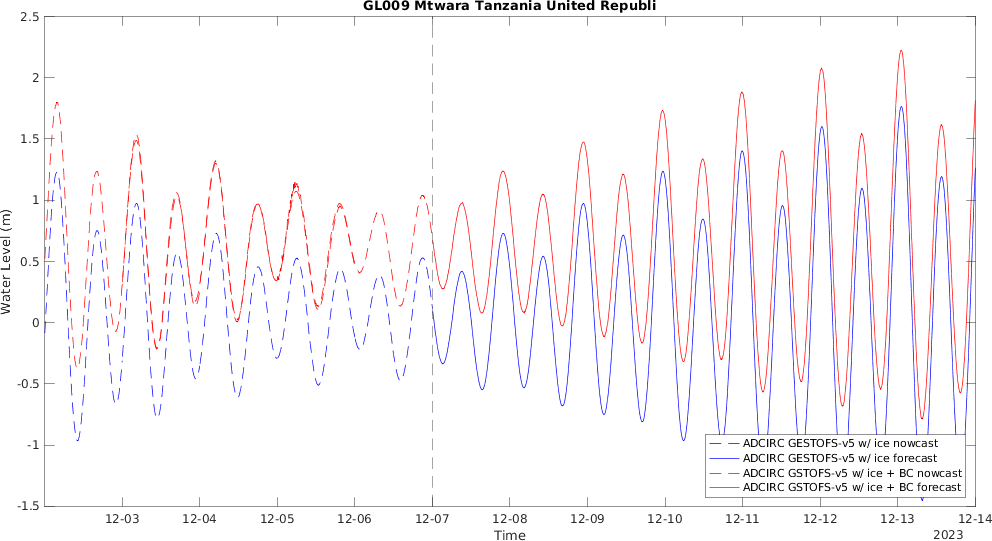 GL009 Mtwara Tanzania United Republi
2.5
2
1.5
1
0.5
0
-0.5
-1
-1.5
Water Level (m)
ADCIRC GESTOFS-v5 w/ ice nowcast
ADCIRC GESTOFS-v5 w/ ice forecast
ADCIRC GSTOFS-v5 w/ ice + BC nowcast
ADCIRC GSTOFS-v5 w/ ice + BC forecast
12-03 12-04 12-05 12-06 12-07 12-08 12-09 12-10 12-11 12-12 12-13 12-14
Time
2023